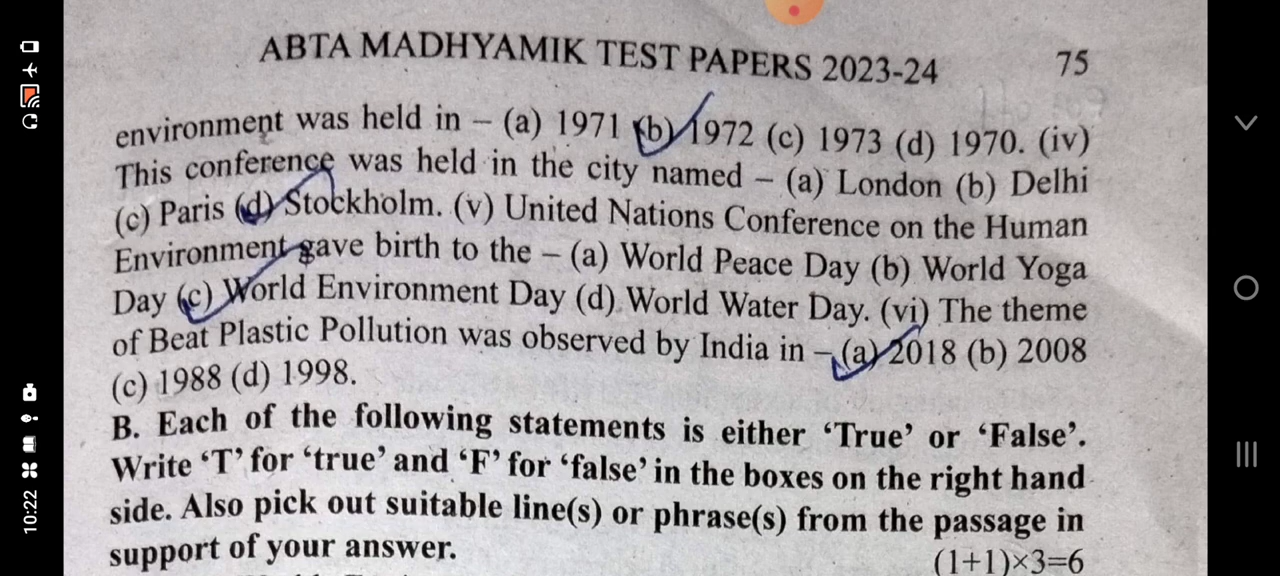 ABTA MADHYAMIK TEST PAPERS 2023-24 75
environment was held in – (a) 1971 (b) 1972 (c) 1973 (d) 1970. (iv)
This conference was held in the city named – (a) London (b) Delhi
(c) Paris (d) Stockholm. (v) United Nations Conference on the Human
Environment gave birth to the – (a) World Peace Day (b) World Yoga
Day (c) World Environment Day (d) World Water Day. (vi) The theme
of Beat Plastic Pollution was observed by India in – (a) 2018 (b) 2008
(c) 1988 (d) 1998.
B. Each of the following statements is either ‘True’ or ‘False’.
Write ‘T’ for ‘true’ and ‘F’ for ‘false’ in the boxes on the right hand
side. Also pick out suitable line(s) or phrase(s) from the passage in
support of your answer.
(1+1)×3=6
10:22